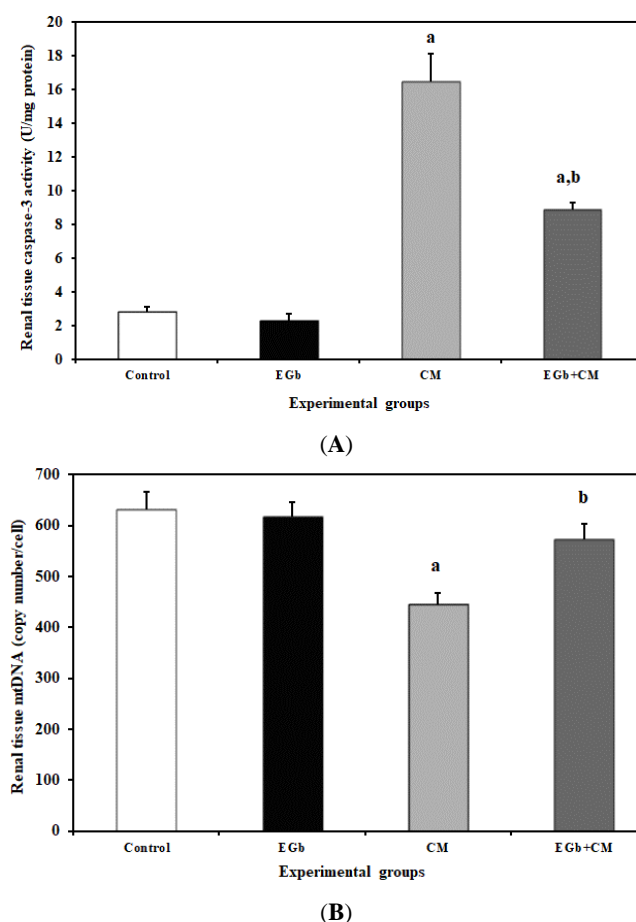 Renal tissue caspase-3 activity (U/mg protein)
20
18
16
14
12
10
8
6
4
2
0
a
a,b
Control EGb CM EGb+CM
Experimental groups
(A)
Renal tissue mtDNA (copy number/cell)
700
600
500
400
300
200
100
0
a
b
Control EGb CM EGb+CM
Experimental groups
(B)